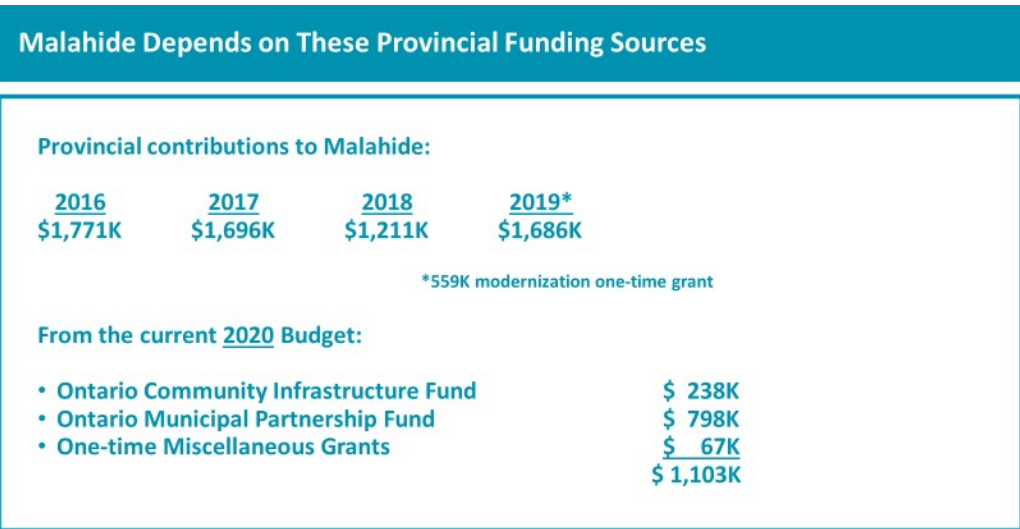 Malahide Depends on These Provincial Funding Sources
Provincial contributions to Malahide:
2016 2017 2018 2019*
$1,771K $1,696K $1,211K $1,686K
*559K modernization one-time grant
From the current 2020 Budget:
• Ontario Community Infrastructure Fund $ 238K
• Ontario Municipal Partnership Fund $ 798K
• One-time Miscellaneous Grants $ 67K
$ 1,103K